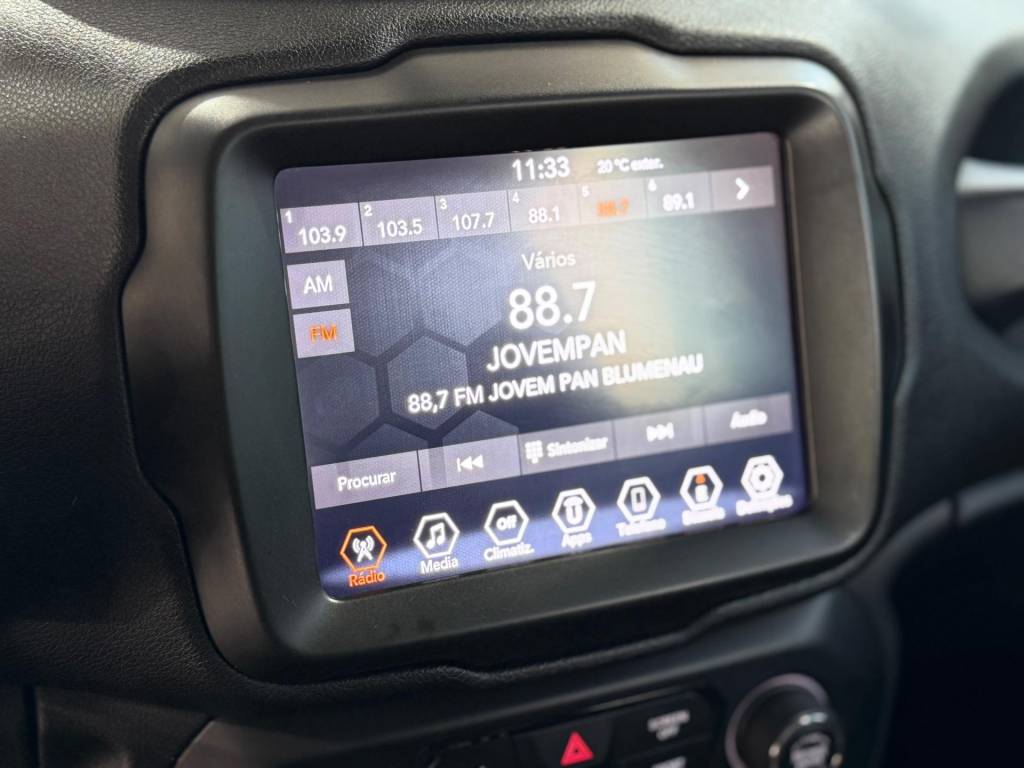 11:33 20 °C exter.
1 103.9 2 103.5 3 107.7 4 88.1 5 88.7 6 89.1
AM
FM
Vários
88.7
JOVEMPAN
88,7 FM JOVEM PAN BLUMENAU
Procurar Sintonizar Áudio
Off
Rádio Media Climatiz. Apps Telefone
SCREEN
OFF